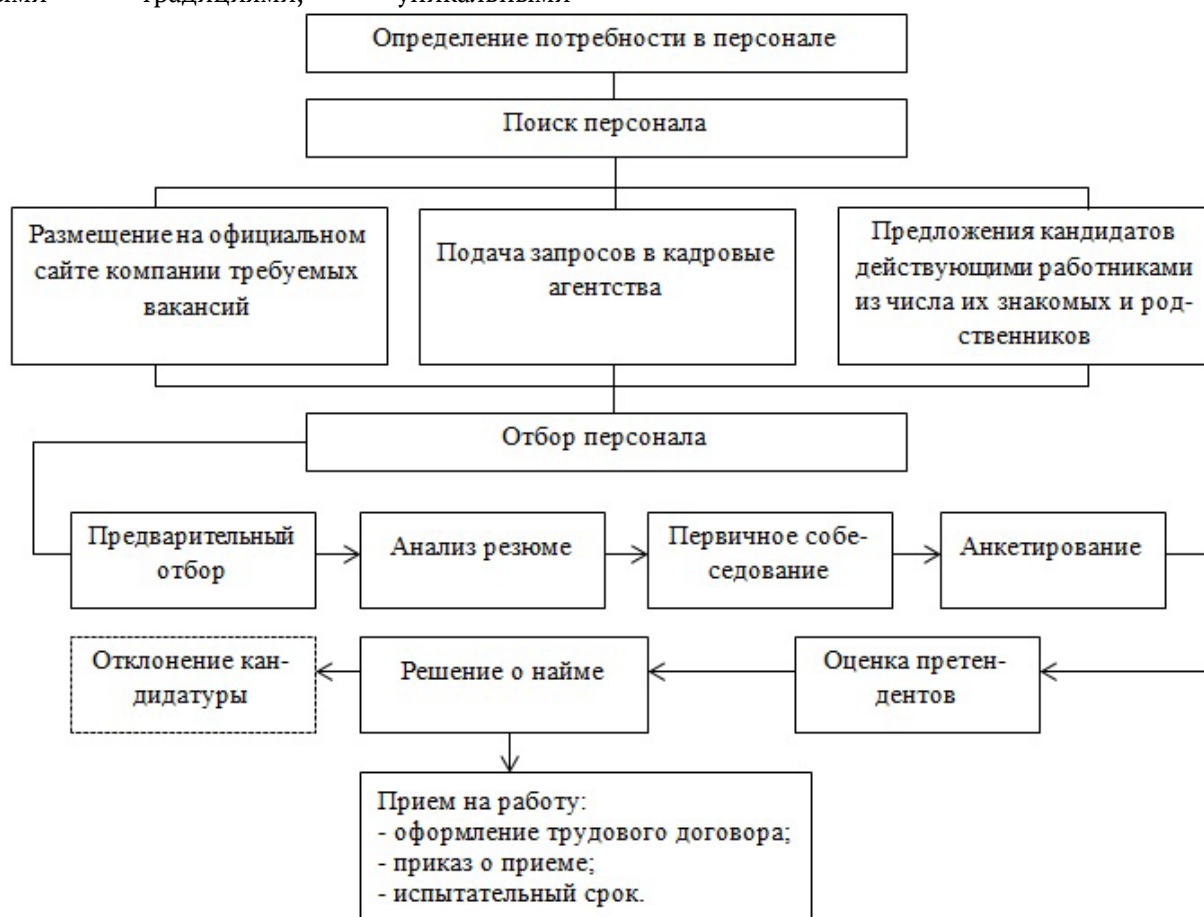 традициями,
Определение потребности в персонале
Поиск персонала
Размещение на официальном
сайте компании требуемых
вакансий
Подача запросов в кадровые
агентства
Предложения кандидатов
действующими работниками
из числа их знакомых и род-
ственников
Отбор персонала
Предварительный
отбор
Анализ резюме
Первичное собе-
седование
Анкетирование
Отклонение кан-
дидатуры
Решение о найме
Оценка претен-
дентов
Прием на работу:
- оформление трудового договора;
- приказ о приеме;
- испытательный срок.